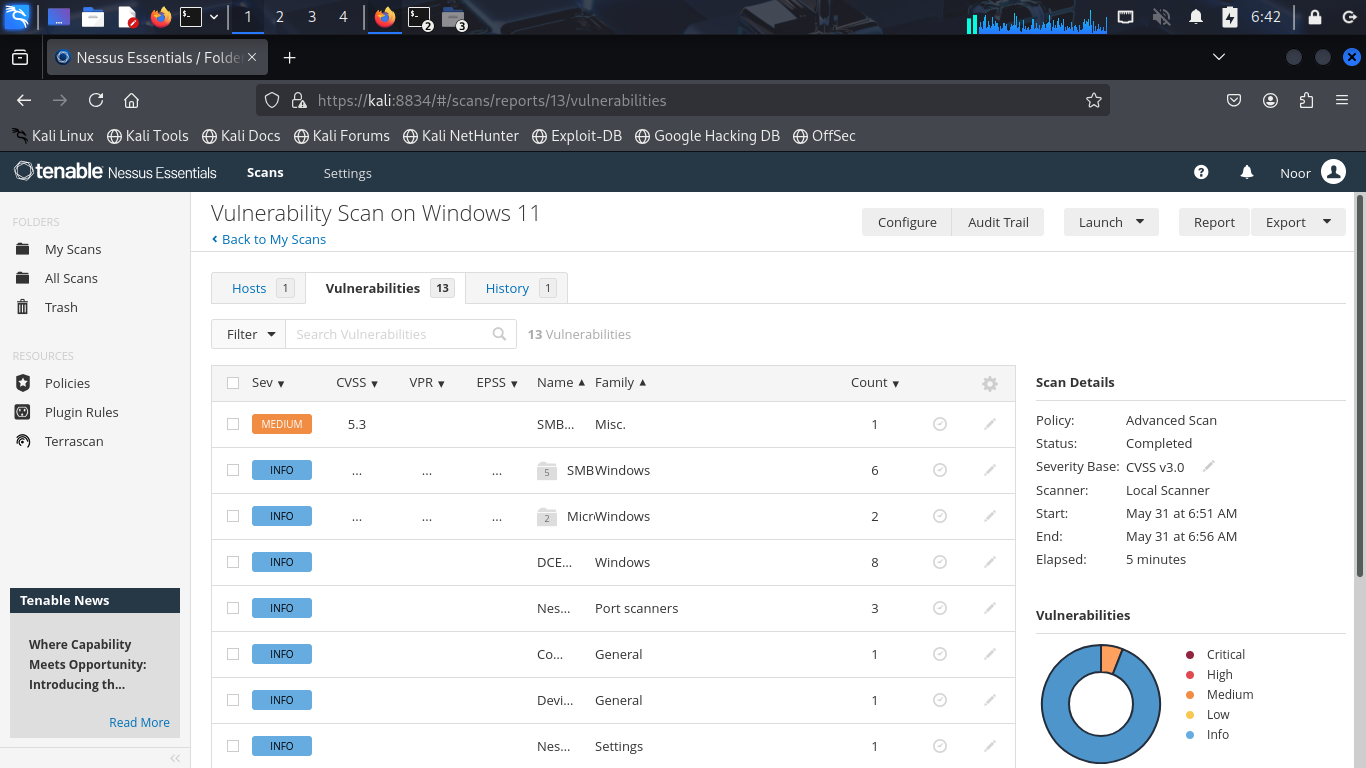 1 2 3 4 2 3 6:42
Nessus Essentials / Folde
https://kali:8834/#/scans/reports/13/vulnerabilities
Kali Linux Kali Tools Kali Docs Kali Forums Kali NetHunter Exploit-DB Google Hacking DB OffSec
tenable Nessus Essentials Scans Settings ? Noor
FOLDERS
My Scans
All Scans
Trash
RESOURCES
Policies
Plugin Rules
Terrascan
Tenable News
Where Capability
Meets Opportunity:
Introducing th...
Read More
Vulnerability Scan on Windows 11
Back to My Scans
Configure Audit Trail Launch Report Export
Hosts 1 Vulnerabilities 13 History 1
Filter Search Vulnerabilities 13 Vulnerabilities
Sev CVSS VPR EPSS Name Family Count
MEDIUM 5.3 SMB... Misc. 1
INFO ... ... ... 5 SMB Windows 6
INFO ... ... ... 2 Micr Windows 2
INFO DCE... Windows 8
INFO Nes... Port scanners 3
INFO Co... General 1
INFO Devi... General 1
INFO Nes... Settings 1
Scan Details
Policy: Advanced Scan
Status: Completed
Severity Base: CVSS v3.0
Scanner: Local Scanner
Start: May 31 at 6:51 AM
End: May 31 at 6:56 AM
Elapsed: 5 minutes
Vulnerabilities
Critical
High
Medium
Low
Info